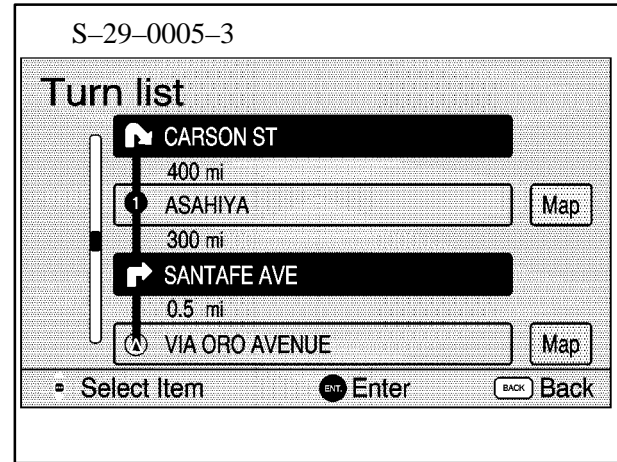 S–29–0005–3
Turn list
CARSON ST
400 mi
1 ASAHIYA Map
300 mi
SANTAFE AVE
0.5 mi
VIA ORO AVENUE Map
Select Item ENT. Enter BACK Back